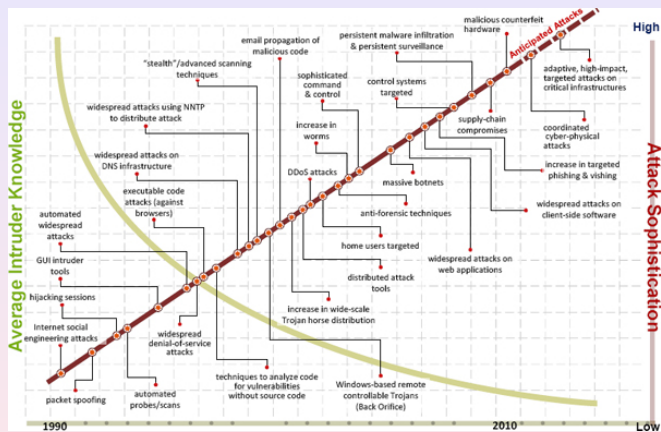 malicious counterfeit
hardware
Anticipated Attacks
High
email propagation of
malicious code
persistent malware infiltration
& persistent surveillance
adaptive, high-impact,
targeted attacks on
critical infrastructures
"stealth"/advanced scanning
techniques
sophisticated
command &
control
control systems
targeted
widespread attacks using NNTP
to distribute attack
supply-chain
compromises
coordinated
cyber-physical
attacks
increase in
worms
widespread attacks on
DNS infrastructure
increase in targeted
phishing & vishing
DDoS attacks
massive botnets
executable code
attacks (against
browsers)
anti-forensic techniques
widespread attacks on
client-side software
automated
widespread
attacks
home users targeted
widespread attacks on
web applications
GUI intruder
tools
distributed attack
tools
hijacking sessions
increase in wide-scale
Trojan horse distribution
Internet social
engineering attacks
widespread
denial-of-service
attacks
techniques to analyze code
for vulnerabilities
without source code
Windows-based remote
controllable Trojans
(Back Orifice)
packet spoofing
automated
probes/scans
Average Intruder Knowledge
Attack Sophistication
1990
2010
Low